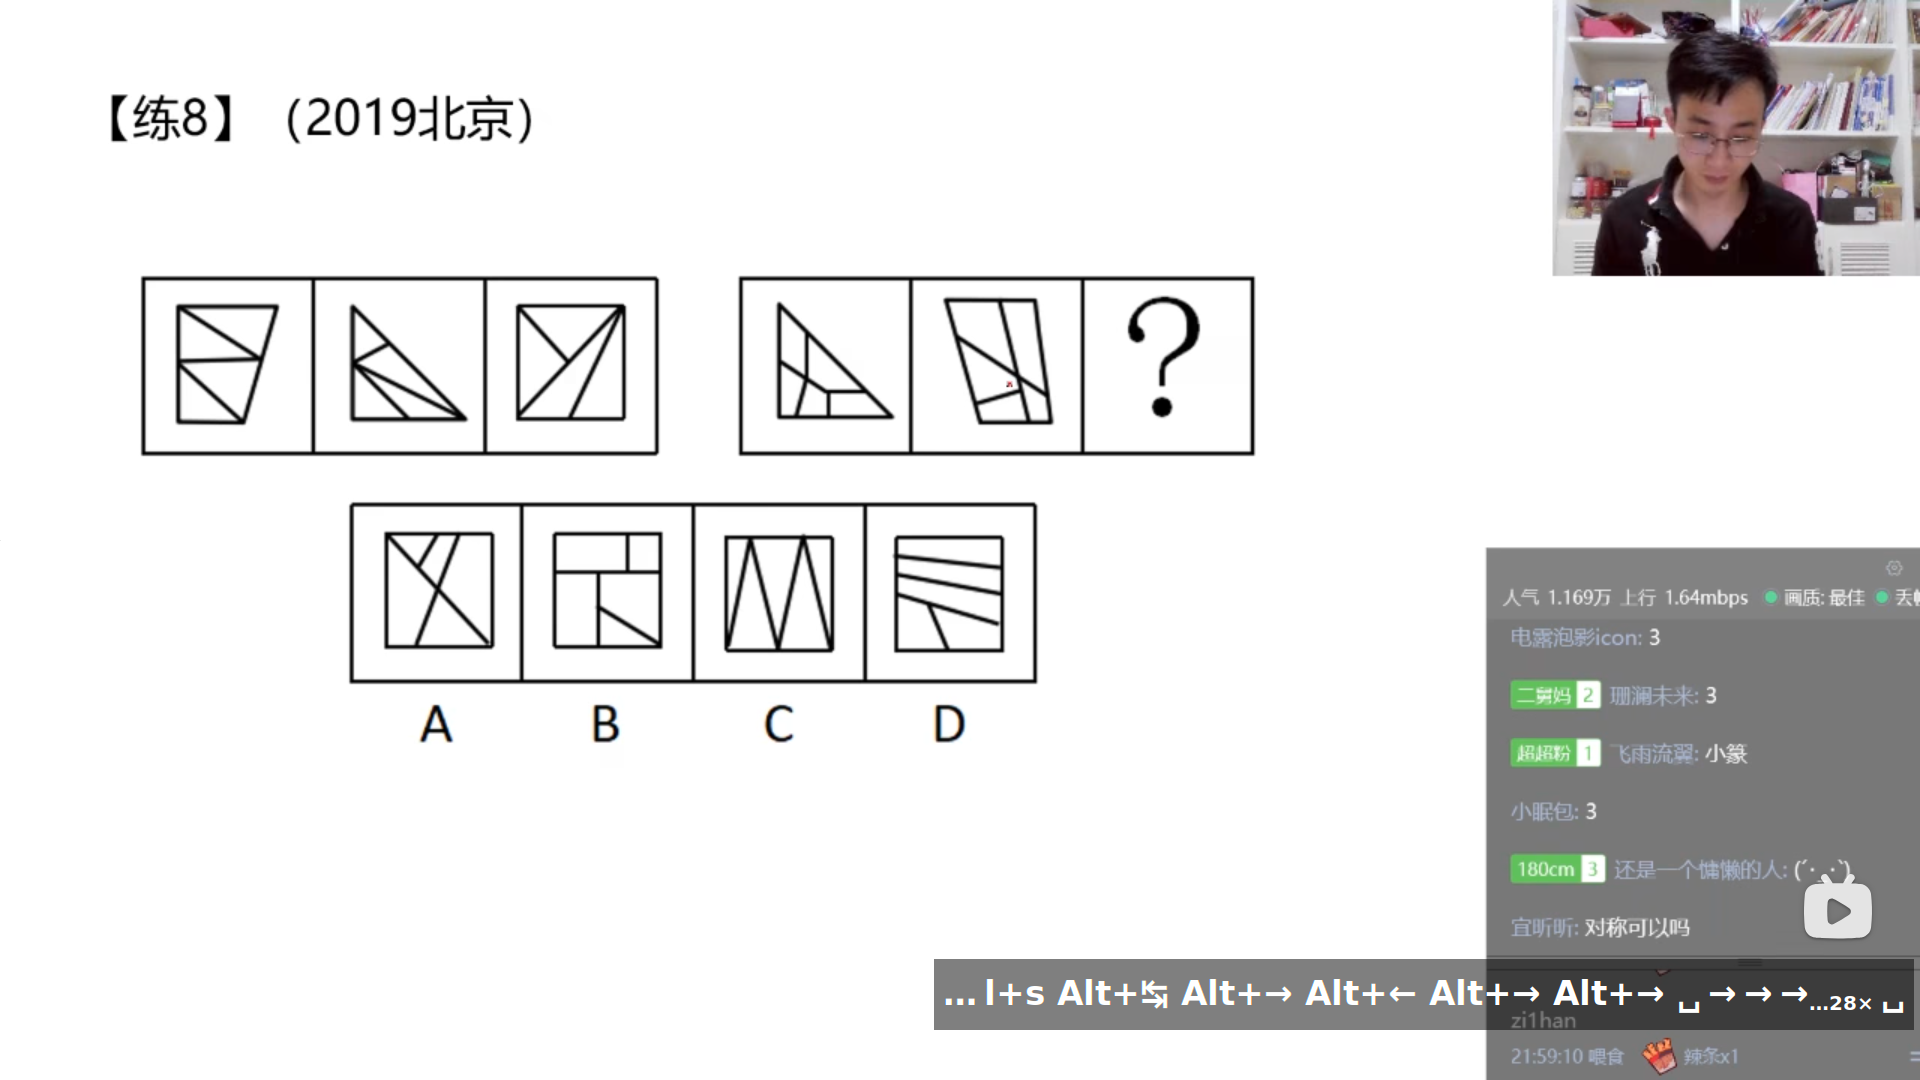 【练8】（2019北京）
?
A B C D
人气 1.169万 上行 1.64mbps 画质: 最佳
电露泡影icon: 3
二舅妈 2 珊澜未来: 3
超超粉 1 飞雨流翼: 小篆
小眠包: 3
180cm 3 还是一个慵懒的人: (´･_･`)
宜昕昕: 对称可以吗
... l+s Alt+↹ Alt+→ Alt+← Alt+→ Alt+→ ␣ → → →...28× ␣
zi1han
21:59:10 喂食 辣条x1